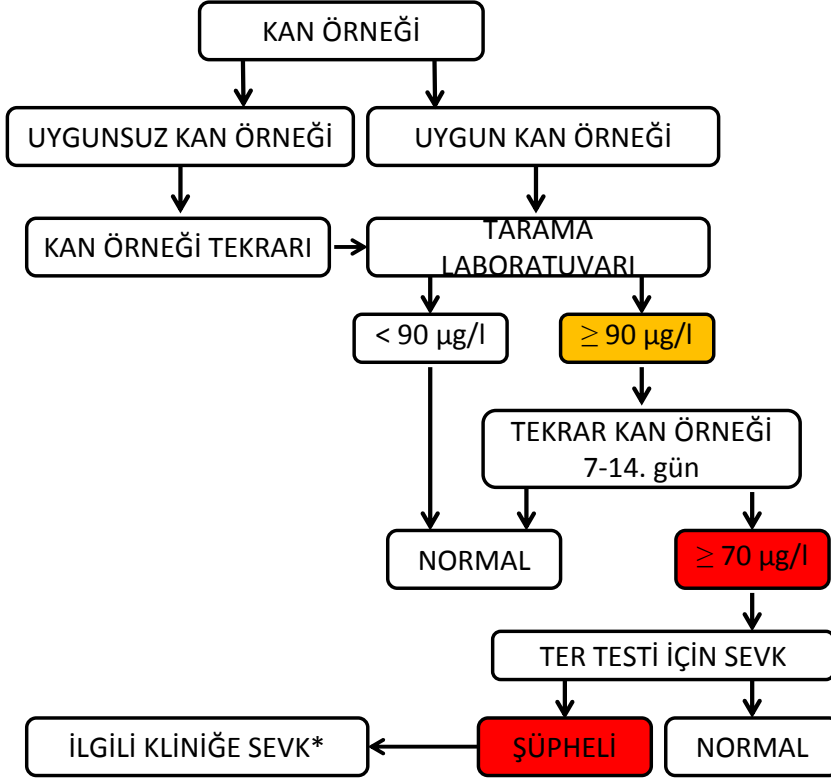 KAN ÖRNEĞİ
UYGUNSUZ KAN ÖRNEĞİ
UYGUN KAN ÖRNEĞİ
KAN ÖRNEĞİ TEKRARI
TARAMA
LABORATUVARI
< 90 µg/l
≥ 90 µg/l
TEKRAR KAN ÖRNEĞİ
7-14. gün
NORMAL
≥ 70 µg/l
TER TESTİ İÇİN SEVK
İLGİLİ KLİNİĞE SEVK*
ŞÜPHELİ
NORMAL